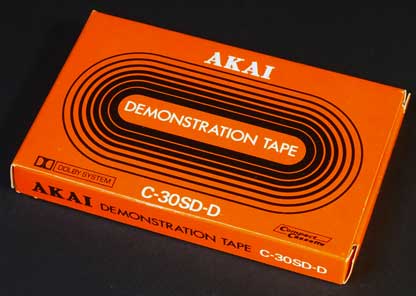 AKAI
DEMONSTRATION TAPE
DOLBY SYSTEM
C-30SD-D
Compact
Cassette
AKAI DEMONSTRATION TAPE C-30SD-D